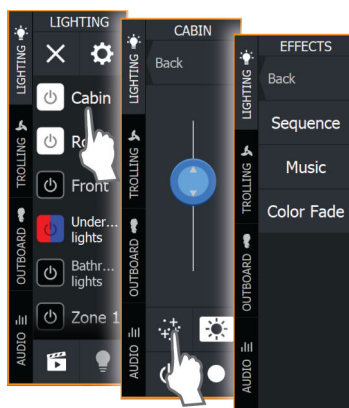 LIGHTING
LIGHTING
TROLLING
OUTBOARD
AUDIO
Cabin
Front
Under...
lights
Bathr...
lights
Zone 1
CABIN
LIGHTING
TROLLING
OUTBOARD
AUDIO
Back
EFFECTS
LIGHTING
TROLLING
OUTBOARD
AUDIO
Back
Sequence
Music
Color Fade